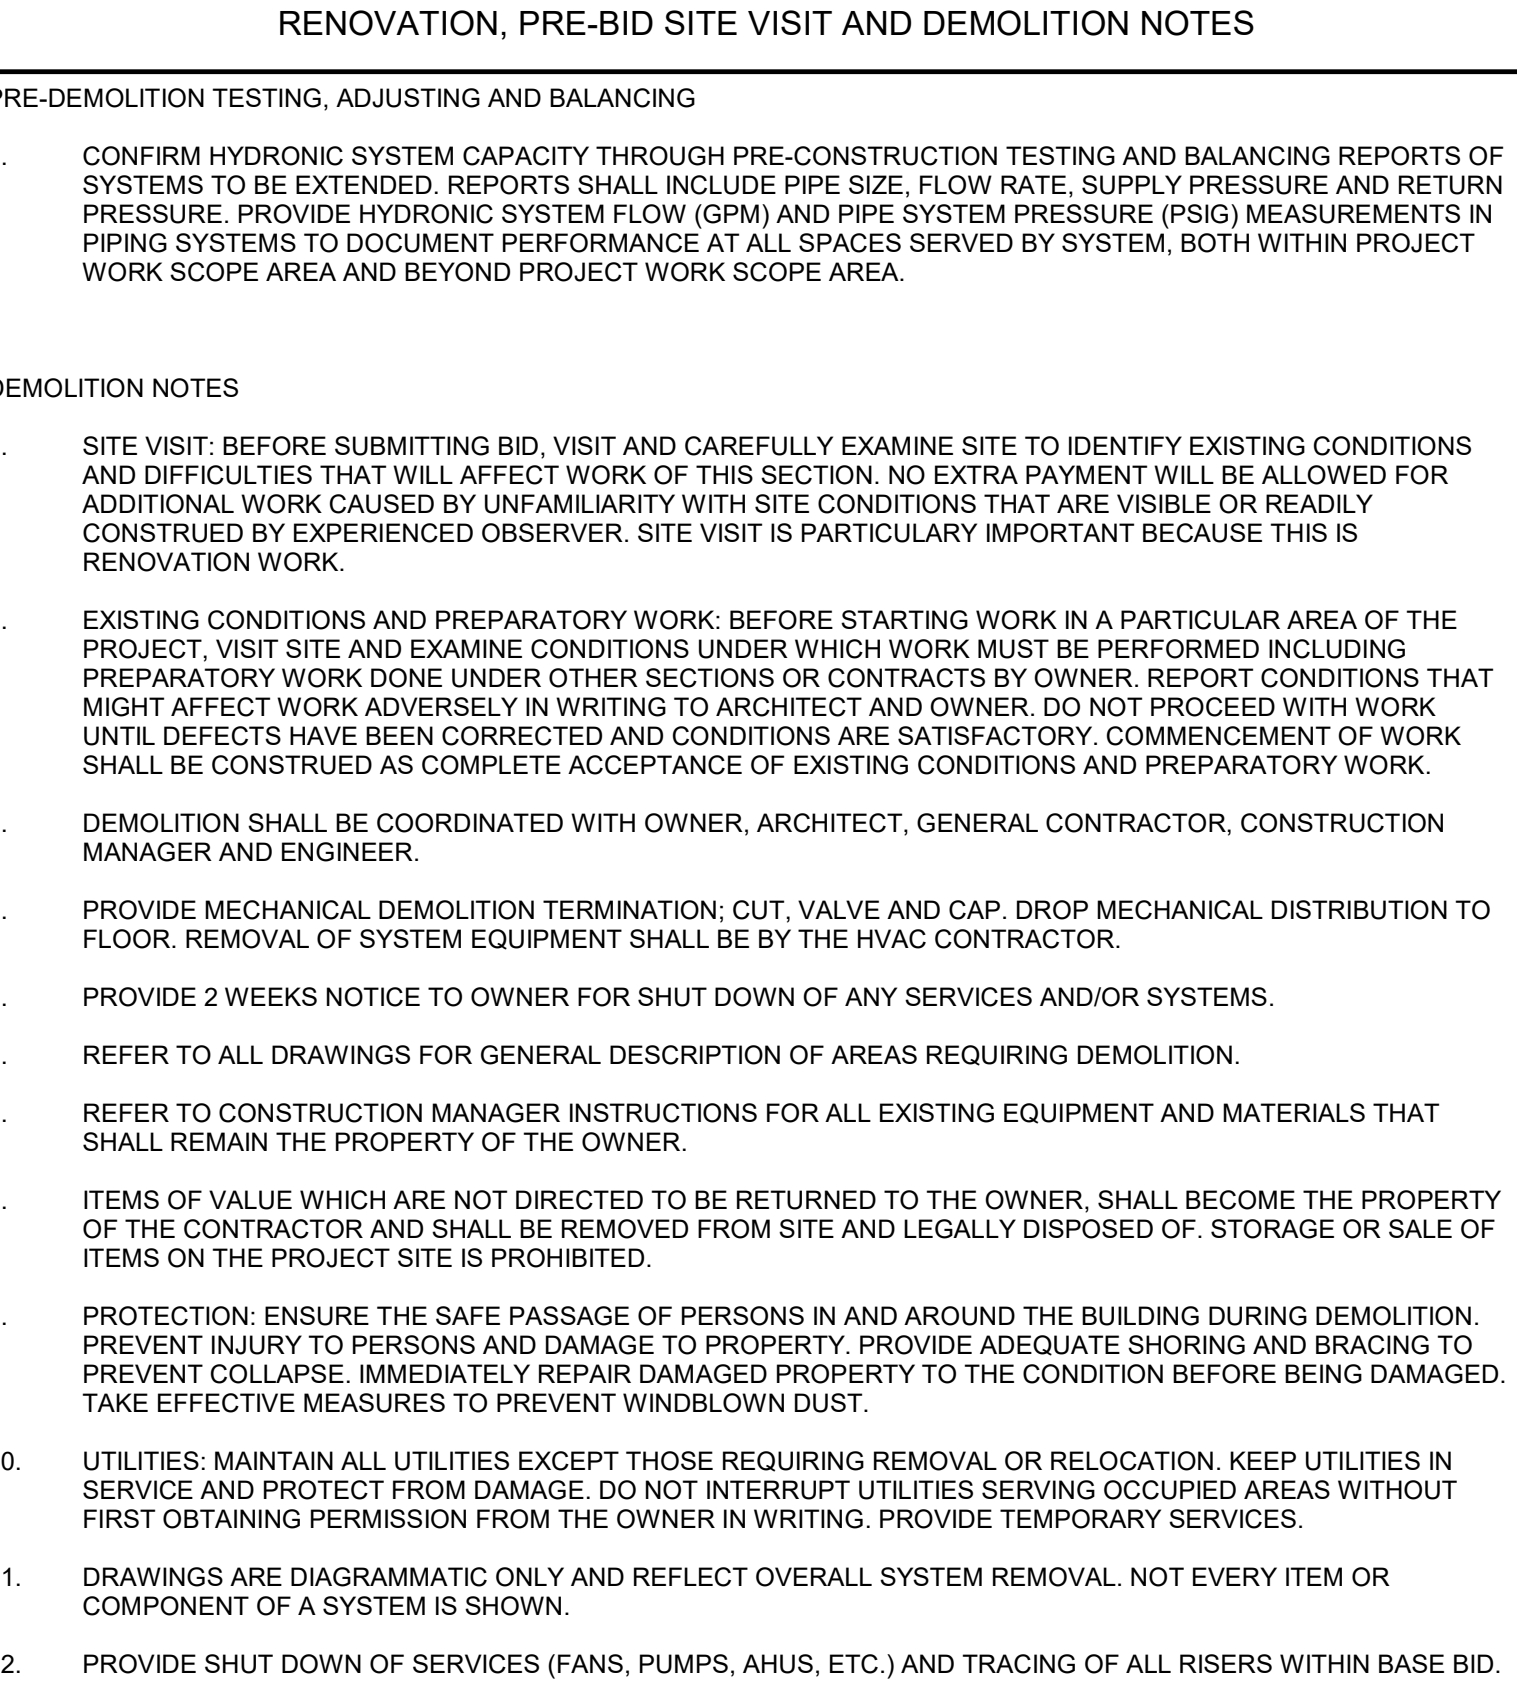 RENOVATION, PRE-BID SITE VISIT AND DEMOLITION NOTES
PRE-DEMOLITION TESTING, ADJUSTING AND BALANCING
. CONFIRM HYDRONIC SYSTEM CAPACITY THROUGH PRE-CONSTRUCTION TESTING AND BALANCING REPORTS OF
SYSTEMS TO BE EXTENDED. REPORTS SHALL INCLUDE PIPE SIZE, FLOW RATE, SUPPLY PRESSURE AND RETURN
PRESSURE. PROVIDE HYDRONIC SYSTEM FLOW (GPM) AND PIPE SYSTEM PRESSURE (PSIG) MEASUREMENTS IN
PIPING SYSTEMS TO DOCUMENT PERFORMANCE AT ALL SPACES SERVED BY SYSTEM, BOTH WITHIN PROJECT
WORK SCOPE AREA AND BEYOND PROJECT WORK SCOPE AREA.
DEMOLITION NOTES
. SITE VISIT: BEFORE SUBMITTING BID, VISIT AND CAREFULLY EXAMINE SITE TO IDENTIFY EXISTING CONDITIONS
AND DIFFICULTIES THAT WILL AFFECT WORK OF THIS SECTION. NO EXTRA PAYMENT WILL BE ALLOWED FOR
ADDITIONAL WORK CAUSED BY UNFAMILIARITY WITH SITE CONDITIONS THAT ARE VISIBLE OR READILY
CONSTRUED BY EXPERIENCED OBSERVER. SITE VISIT IS PARTICULARY IMPORTANT BECAUSE THIS IS
RENOVATION WORK.
. EXISTING CONDITIONS AND PREPARATORY WORK: BEFORE STARTING WORK IN A PARTICULAR AREA OF THE
PROJECT, VISIT SITE AND EXAMINE CONDITIONS UNDER WHICH WORK MUST BE PERFORMED INCLUDING
PREPARATORY WORK DONE UNDER OTHER SECTIONS OR CONTRACTS BY OWNER. REPORT CONDITIONS THAT
MIGHT AFFECT WORK ADVERSELY IN WRITING TO ARCHITECT AND OWNER. DO NOT PROCEED WITH WORK
UNTIL DEFECTS HAVE BEEN CORRECTED AND CONDITIONS ARE SATISFACTORY. COMMENCEMENT OF WORK
SHALL BE CONSTRUED AS COMPLETE ACCEPTANCE OF EXISTING CONDITIONS AND PREPARATORY WORK.
. DEMOLITION SHALL BE COORDINATED WITH OWNER, ARCHITECT, GENERAL CONTRACTOR, CONSTRUCTION
MANAGER AND ENGINEER.
. PROVIDE MECHANICAL DEMOLITION TERMINATION; CUT, VALVE AND CAP. DROP MECHANICAL DISTRIBUTION TO
FLOOR. REMOVAL OF SYSTEM EQUIPMENT SHALL BE BY THE HVAC CONTRACTOR.
. PROVIDE 2 WEEKS NOTICE TO OWNER FOR SHUT DOWN OF ANY SERVICES AND/OR SYSTEMS.
. REFER TO ALL DRAWINGS FOR GENERAL DESCRIPTION OF AREAS REQUIRING DEMOLITION.
. REFER TO CONSTRUCTION MANAGER INSTRUCTIONS FOR ALL EXISTING EQUIPMENT AND MATERIALS THAT
SHALL REMAIN THE PROPERTY OF THE OWNER.
. ITEMS OF VALUE WHICH ARE NOT DIRECTED TO BE RETURNED TO THE OWNER, SHALL BECOME THE PROPERTY
OF THE CONTRACTOR AND SHALL BE REMOVED FROM SITE AND LEGALLY DISPOSED OF. STORAGE OR SALE OF
ITEMS ON THE PROJECT SITE IS PROHIBITED.
. PROTECTION: ENSURE THE SAFE PASSAGE OF PERSONS IN AND AROUND THE BUILDING DURING DEMOLITION.
PREVENT INJURY TO PERSONS AND DAMAGE TO PROPERTY. PROVIDE ADEQUATE SHORING AND BRACING TO
PREVENT COLLAPSE. IMMEDIATELY REPAIR DAMAGED PROPERTY TO THE CONDITION BEFORE BEING DAMAGED.
TAKE EFFECTIVE MEASURES TO PREVENT WINDBLOWN DUST.
0. UTILITIES: MAINTAIN ALL UTILITIES EXCEPT THOSE REQUIRING REMOVAL OR RELOCATION. KEEP UTILITIES IN
SERVICE AND PROTECT FROM DAMAGE. DO NOT INTERRUPT UTILITIES SERVING OCCUPIED AREAS WITHOUT
FIRST OBTAINING PERMISSION FROM THE OWNER IN WRITING. PROVIDE TEMPORARY SERVICES.
1. DRAWINGS ARE DIAGRAMMATIC ONLY AND REFLECT OVERALL SYSTEM REMOVAL. NOT EVERY ITEM OR
COMPONENT OF A SYSTEM IS SHOWN.
2. PROVIDE SHUT DOWN OF SERVICES (FANS, PUMPS, AHUS, ETC.) AND TRACING OF ALL RISERS WITHIN BASE BID.